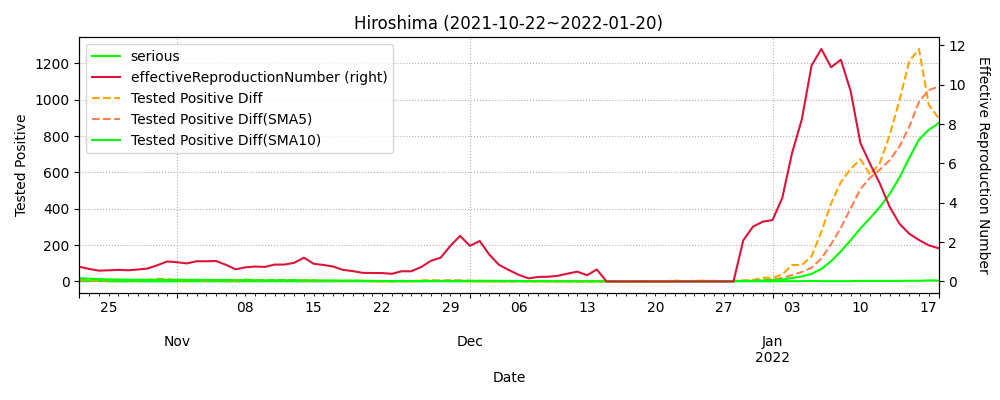 Hiroshima (2021-10-22~2022-01-20)
serious
effectiveReproductionNumber (right)
Tested Positive Diff
Tested Positive Diff(SMA5)
Tested Positive Diff(SMA10)
Tested Positive
1200
1000
800
600
400
200
0
Effective Reproduction Number
12
10
8
6
4
2
0
25 08 15 22 29 06 13 20 27 03 10 17
Nov Dec Jan
2022
Date